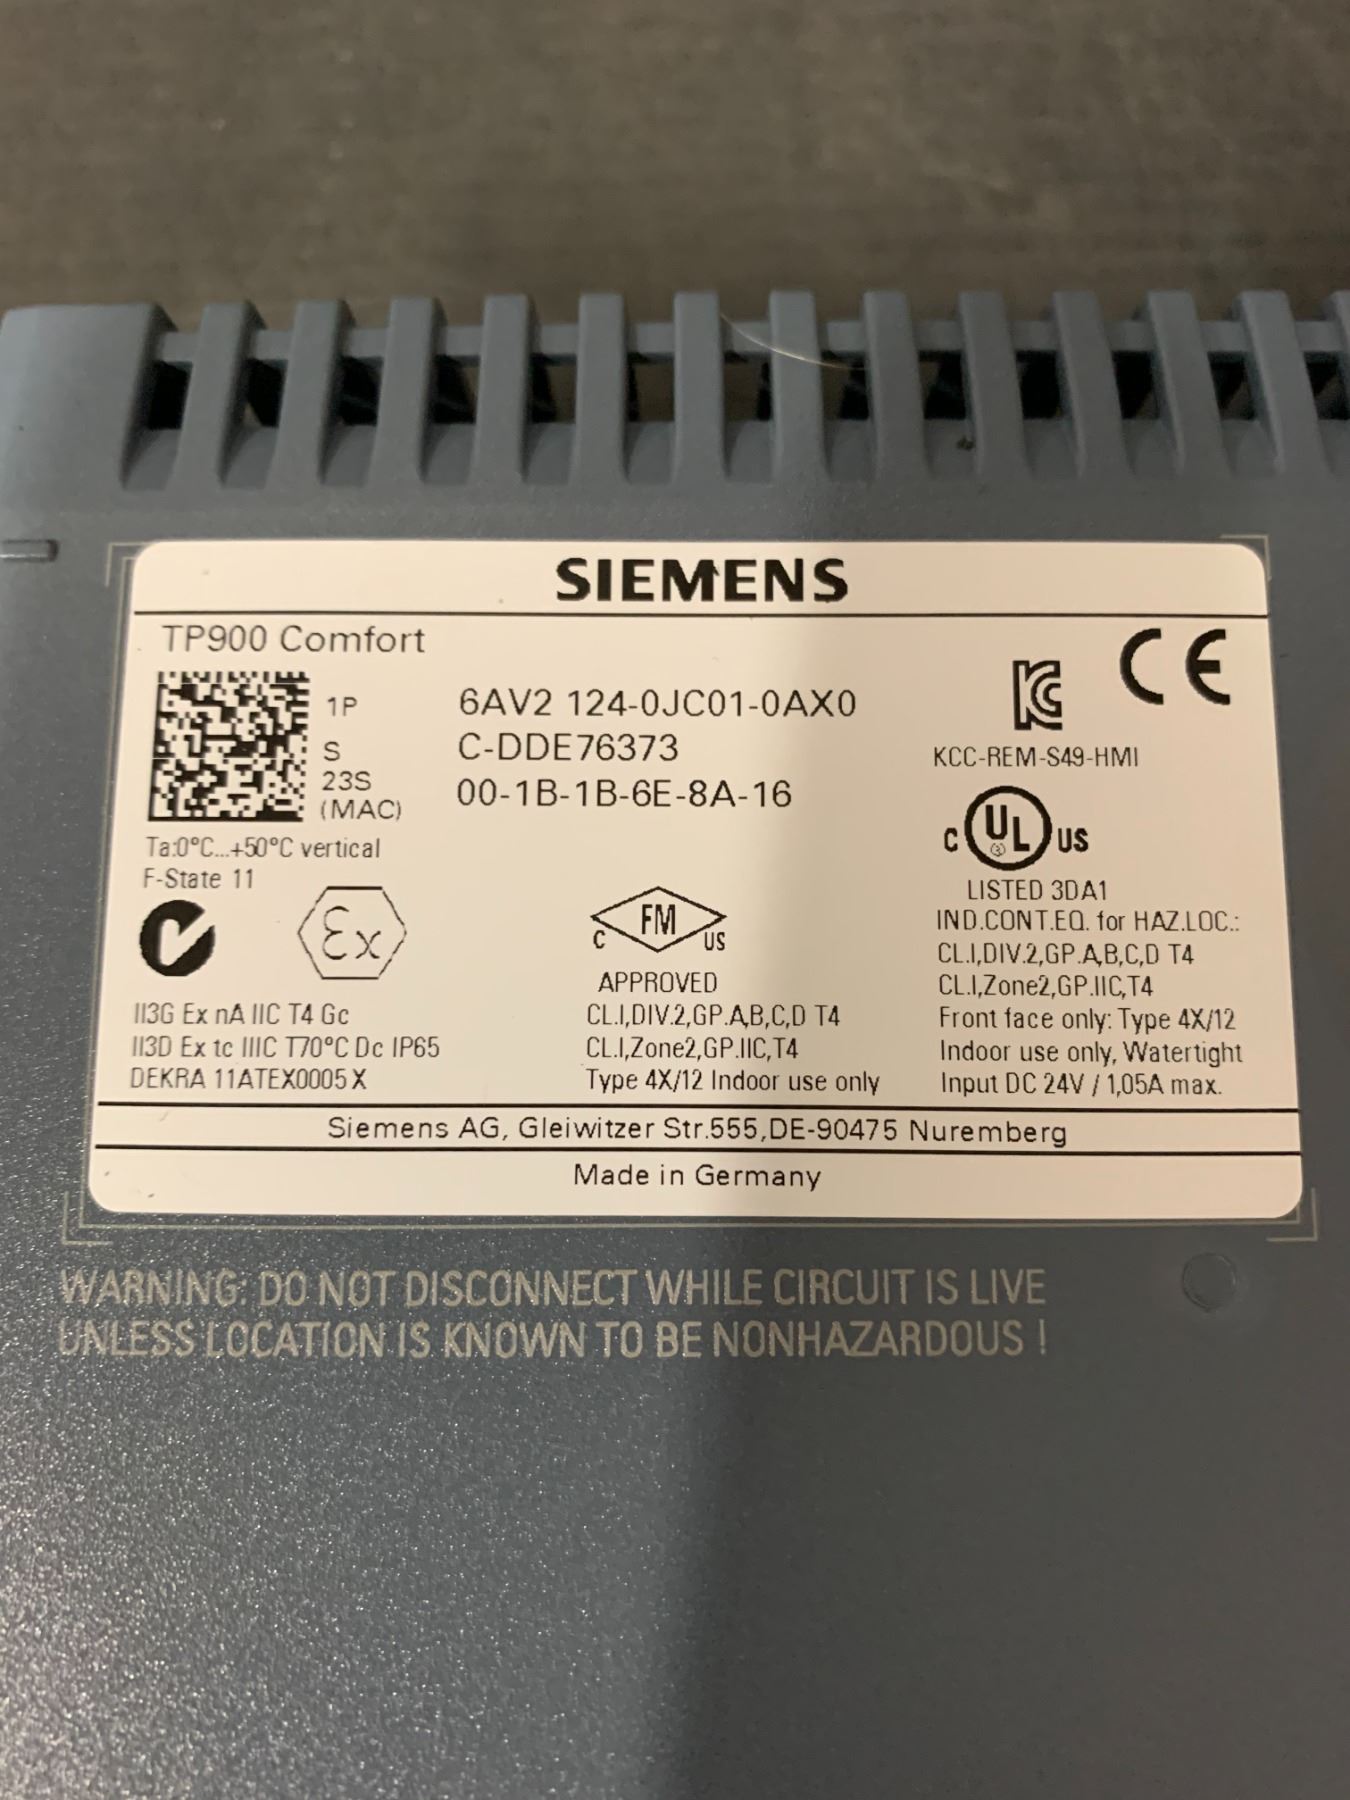 SIEMENS
TP900 Comfort
1P 6AV2 124-0JC01-0AX0
S C-DDE76373
23S
(MAC) 00-1B-1B-6E-8A-16
KC
CE
KCC-REM-S49-HMI
Ta:0°C...+50°C vertical
F-State 11
Ex
II3G Ex nA IIC T4 Gc
II3D Ex tc IIIC T70°C Dc IP65
DEKRA 11ATEX0005 X
C FM US
APPROVED
CL.I,DIV.2,GP.A,B,C,D T4
CL.I,Zone2,GP.IIC,T4
Type 4X/12 Indoor use only
C UL US
LISTED 3DA1
IND.CONT.EQ. for HAZ.LOC.:
CL.I,DIV.2,GP.A,B,C,D T4
CL.I,Zone2,GP.IIC,T4
Front face only: Type 4X/12
Indoor use only, Watertight
Input DC 24V / 1,05A max.
Siemens AG, Gleiwitzer Str.555,DE-90475 Nuremberg
Made in Germany
WARNING: DO NOT DISCONNECT WHILE CIRCUIT IS LIVE
UNLESS LOCATION IS KNOWN TO BE NONHAZARDOUS !